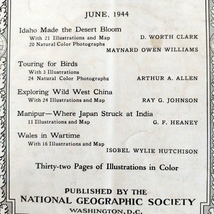 JUNE, 1944
Idaho Made the Desert Bloom
With 21 Illustrations and Map D. WORTH CLARK
20 Natural Color Photographs
MAYNARD OWEN WILLIAMS
Touring for Birds
With 3 Illustrations
24 Natural Color Photographs ARTHUR A. ALLEN
Exploring Wild West China
With 24 Illustrations and Map RAY G. JOHNSON
Manipur—Where Japan Struck at India
With 11 Illustrations and Map G. F. HEANEY
Wales in Wartime
With 16 Illustrations and Map
ISOBEL WYLIE HUTCHISON
Thirty-two Pages of Illustrations in Color
PUBLISHED BY THE
NATIONAL GEOGRAPHIC SOCIETY
WASHINGTON, D.C.